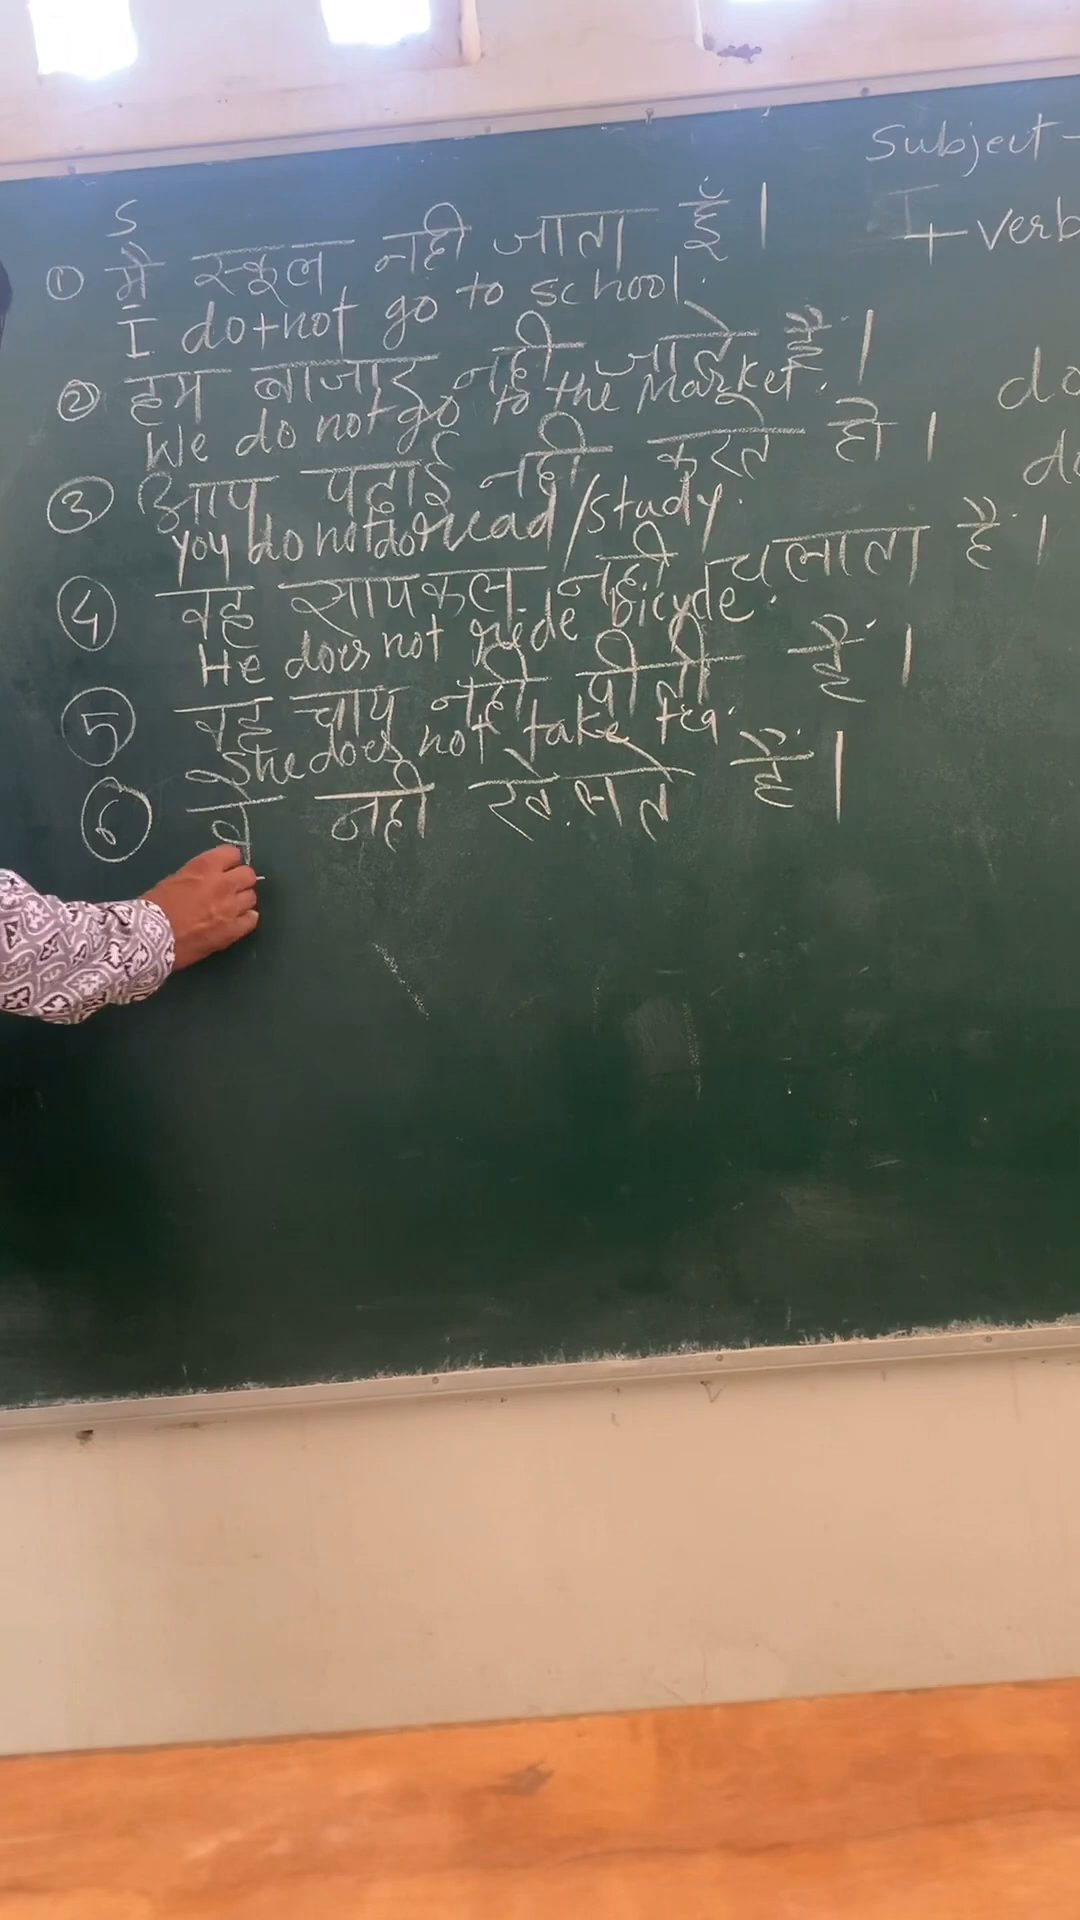 Subject -
S
① मै स्कूल नही जाता हूँ।
+ verb
I do not go to school.
② हम बाजार नही जाते हैं।
We do not go to the Market.
do
③ आप पढाई नही करते हो।
you do not read/study.
④ वह सायकल नही चलाता है।
He does not ride bicycle.
⑤ वह चाय नही पीती हैं।
She does not take tea.
⑥ वे नही खेलते हैं।